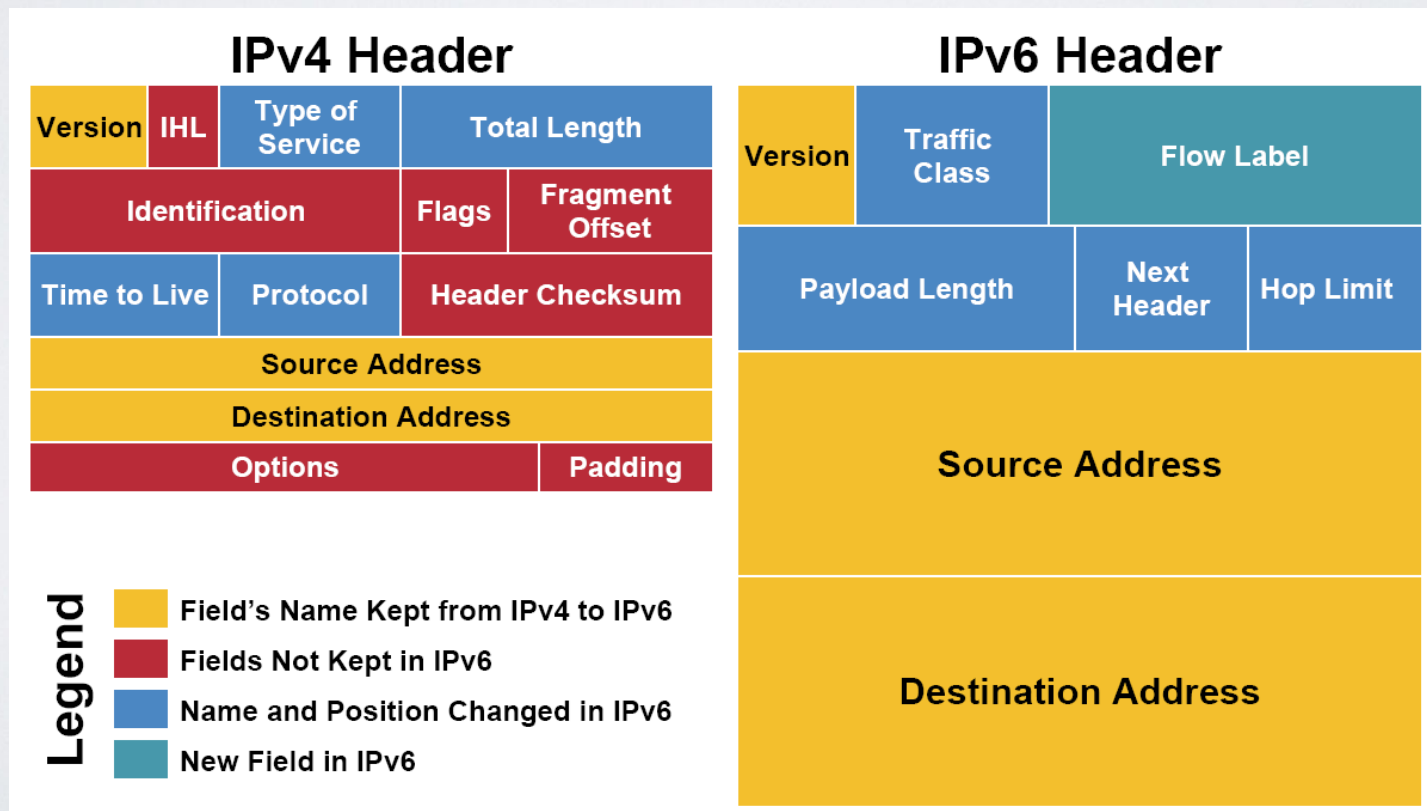 IPv4 Header
Version
IHL
Type of
Service
Total Length
Identification
Flags
Fragment
Offset
Time to Live
Protocol
Header Checksum
Source Address
Destination Address
Options
Padding
IPv6 Header
Version
Traffic
Class
Flow Label
Payload Length
Next
Header
Hop Limit
Source Address
Destination Address
Legend
Field’s Name Kept from IPv4 to IPv6
Fields Not Kept in IPv6
Name and Position Changed in IPv6
New Field in IPv6